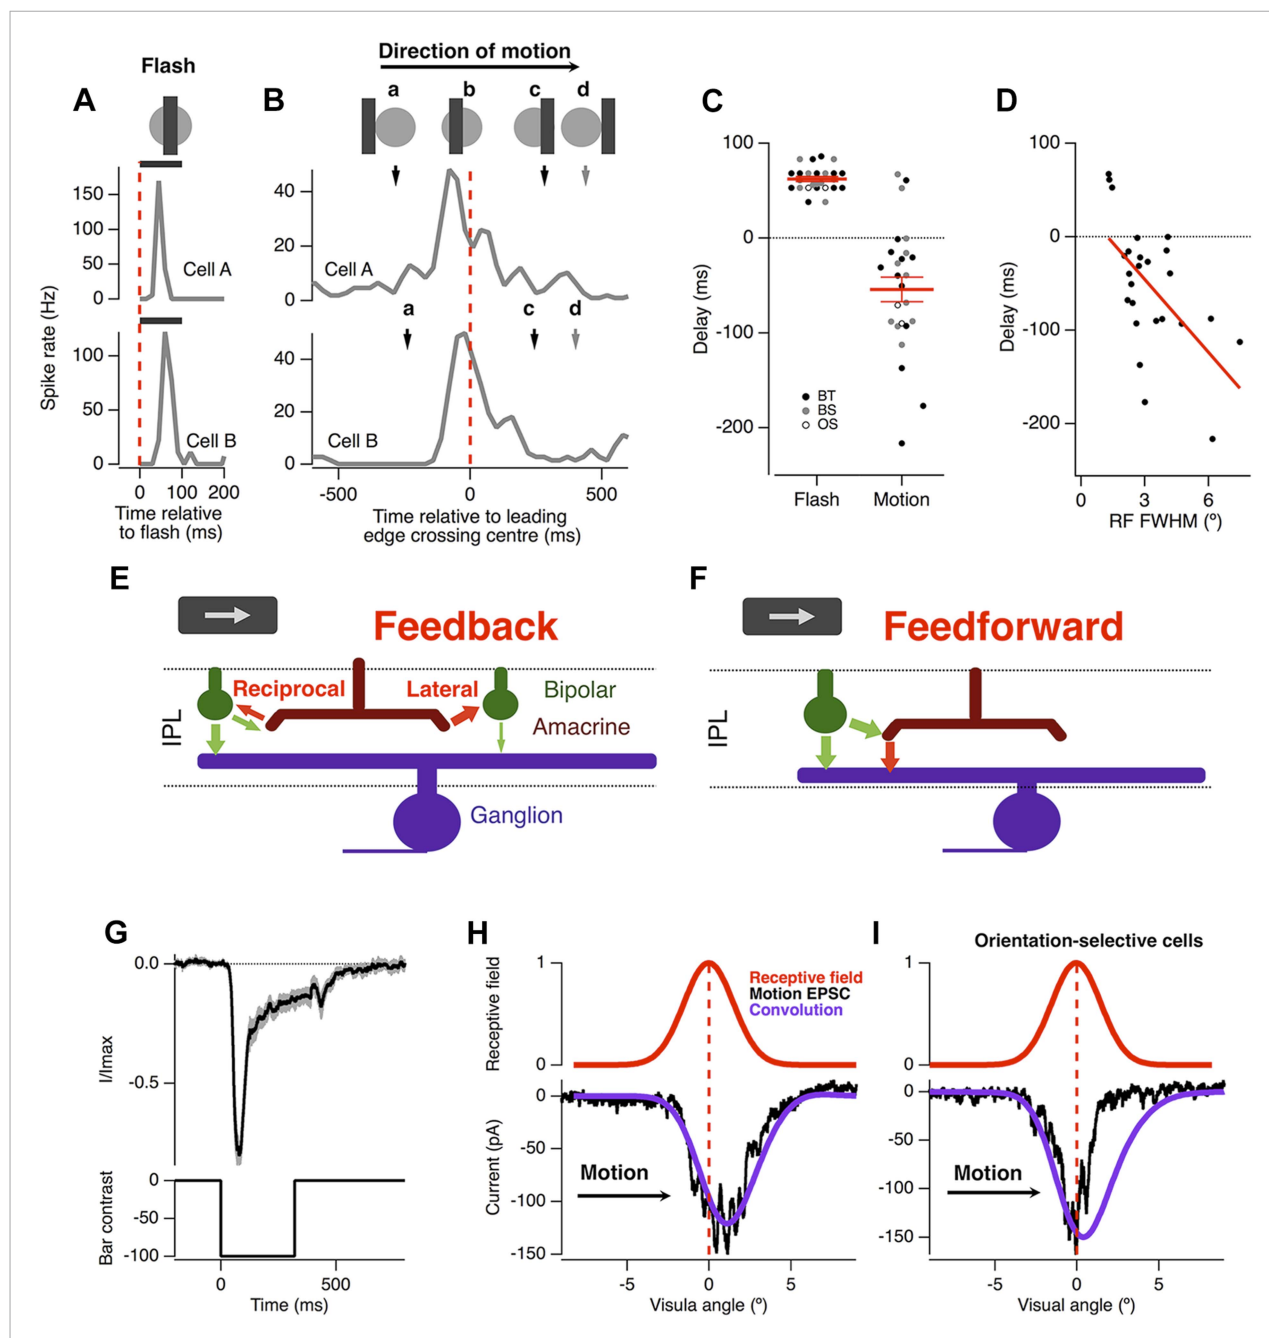 Direction of motion
Flash
A
B
a
b
c
d
C
D
150
100
50
0
Cell A
40
20
0
Cell A
a
c
d
Spike rate (Hz)
100
50
0
Cell B
40
20
0
Cell B
0
100
200
Time relative
to flash (ms)
-500
0
500
Time relative to leading
edge crossing centre (ms)
100
0
-100
-200
Delay (ms)
BT
BS
OS
Flash
Motion
100
0
-100
-200
Delay (ms)
0
3
6
RF FWHM (º)
E
Feedback
Reciprocal
Lateral
Bipolar
Amacrine
IPL
Ganglion
F
Feedforward
IPL
G
0.0
-0.5
I/Imax
0
-50
-100
Bar contrast
0
500
Time (ms)
H
1
0
Receptive field
Receptive field
Motion EPSC
Convolution
0
-50
-100
-150
Current (pA)
Motion
-5
0
5
Visula angle (º)
I
Orientation-selective cells
1
0
0
-50
-100
-150
Motion
-5
0
5
Visual angle (º)